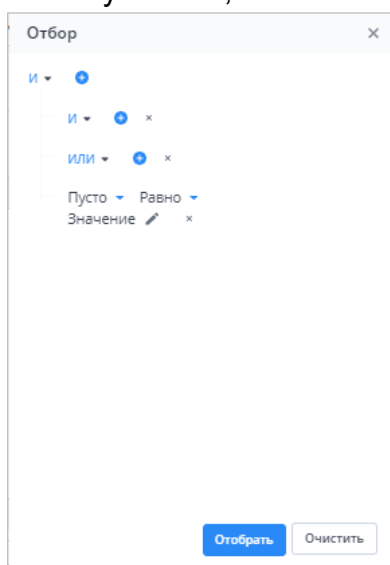 Отбор
И
И
ИЛИ
Пусто Равно
Значение
Отобрать Очистить